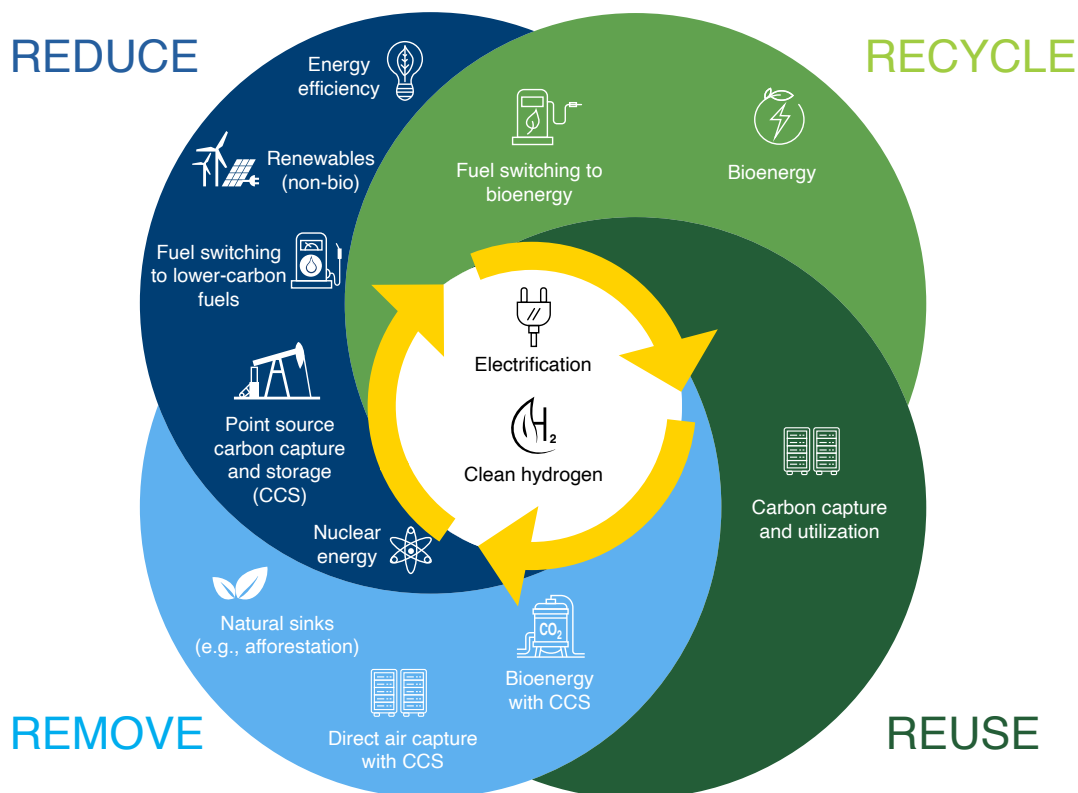 REDUCE
RECYCLE
Energy
efficiency
Renewables
(non-bio)
Fuel switching
to lower-carbon
fuels
Point source
carbon capture
and storage
(CCS)
Nuclear
energy
Fuel switching to
bioenergy
Bioenergy
Electrification
H₂
Clean hydrogen
Carbon capture
and utilization
Natural sinks
(e.g., afforestation)
CO₂
Bioenergy
with CCS
Direct air capture
with CCS
REMOVE
REUSE